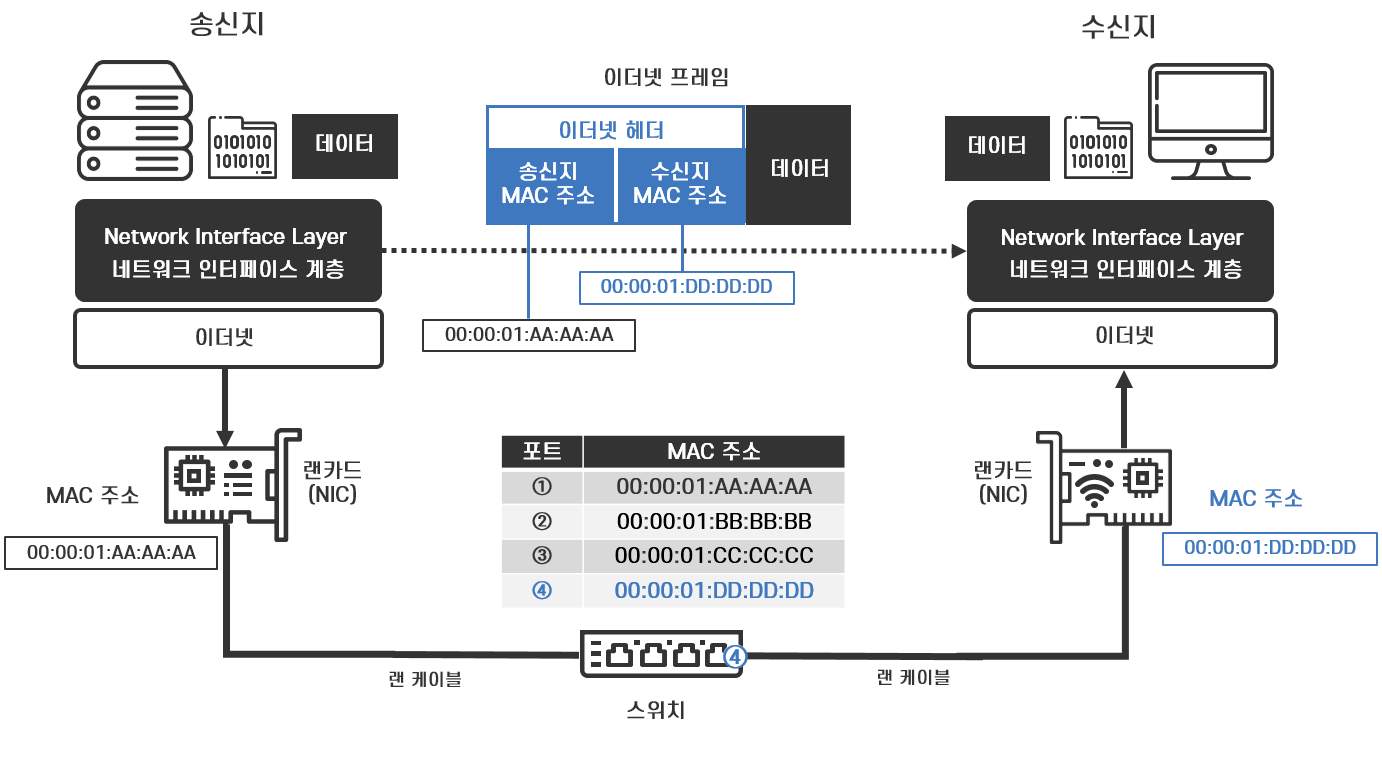 송신지
수신지
이더넷 프레임
이더넷 헤더
송신지
MAC 주소
수신지
MAC 주소
데이터
0101010
1010101
데이터
데이터
0101010
1010101
Network Interface Layer
네트워크 인터페이스 계층
Network Interface Layer
네트워크 인터페이스 계층
00:00:01:DD:DD:DD
00:00:01:AA:AA:AA
이더넷
이더넷
랜카드
(NIC)
MAC 주소
00:00:01:AA:AA:AA
포트 MAC 주소
① 00:00:01:AA:AA:AA
② 00:00:01:BB:BB:BB
③ 00:00:01:CC:CC:CC
④ 00:00:01:DD:DD:DD
랜카드
(NIC)
MAC 주소
00:00:01:DD:DD:DD
④
랜 케이블
랜 케이블
스위치